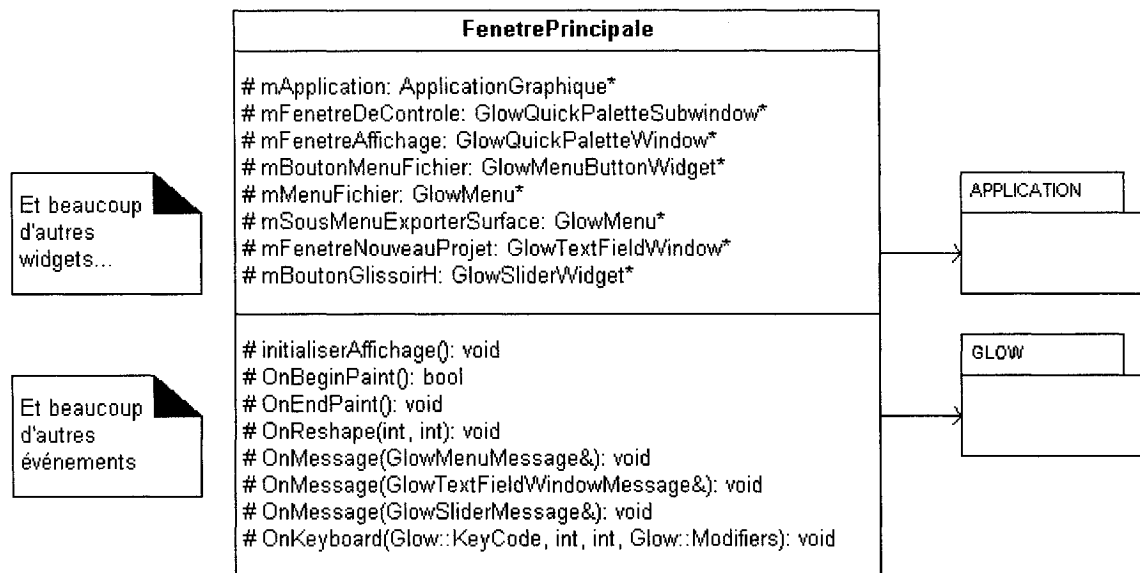 FenetrePrincipale
# mApplication: ApplicationGraphique*
# mFenetreDeControle: GlowQuickPaletteSubwindow*
# mFenetreAffichage: GlowQuickPaletteWindow*
# mBoutonMenuFichier: GlowMenuButtonWidget*
# mMenuFichier: GlowMenu*
# mSousMenuExporterSurface: GlowMenu*
# mFenetreNouveauProjet: GlowTextFieldWindow*
# mBoutonGlissoirH: GlowSliderWidget*
Et beaucoup
d'autres
widgets...
APPLICATION
# initialiserAffichage(): void
# OnBeginPaint(): bool
# OnEndPaint(): void
# OnReshape(int, int): void
# OnMessage(GlowMenuMessage&): void
# OnMessage(GlowTextFieldWindowMessage&): void
# OnMessage(GlowSliderMessage&): void
# OnKeyboard(Glow::KeyCode, int, int, Glow::Modifiers): void
Et beaucoup
d'autres
événements
GLOW